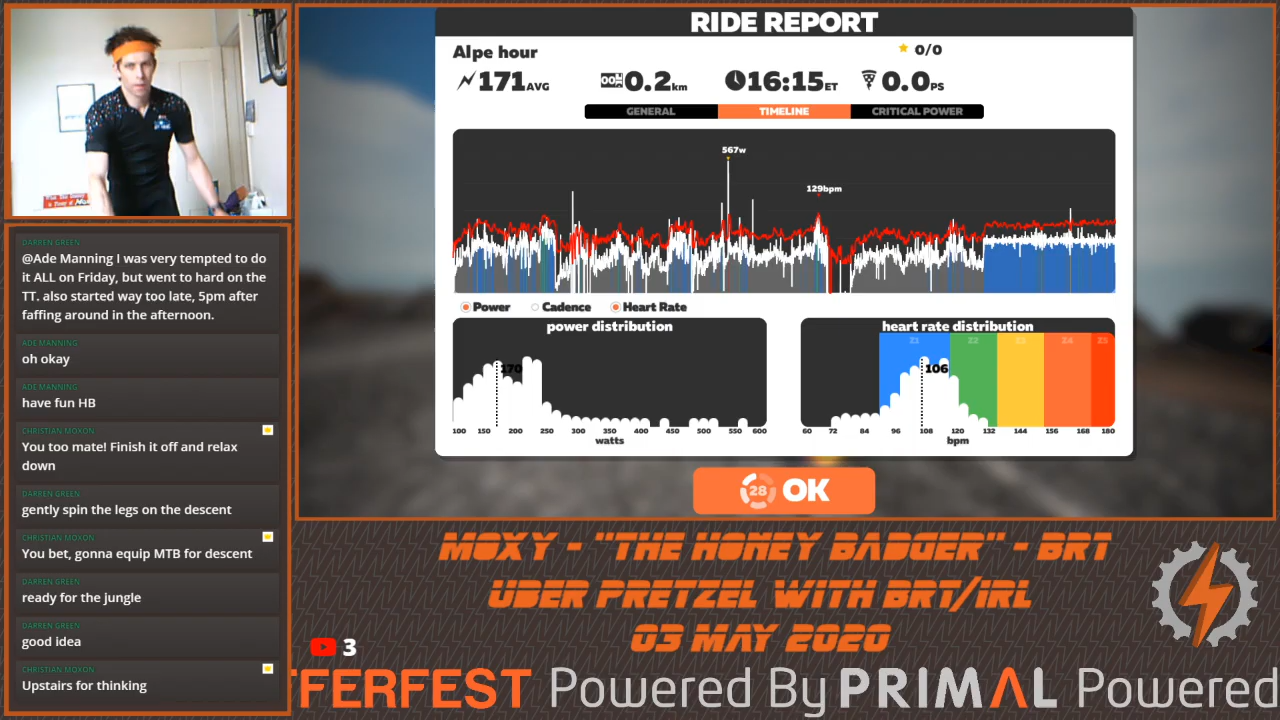 RIDE REPORT
Alpe hour
0/0
171AVG
0.2km
16:15ET
0.0PS
GENERAL
TIMELINE
CRITICAL POWER
567w
129bpm
Power
Cadence
Heart Rate
power distribution
170
100 150 200 250 300 350 400 450 500 550 600
watts
heart rate distribution
Z1 Z2 Z3 Z4 Z5
106
60 72 84 96 108 120 132 144 156 168 180
bpm
28 OK
DARREN GREEN
@Ade Manning I was very tempted to do
it ALL on Friday, but went to hard on the
TT. also started way too late, 5pm after
faffing around in the afternoon.
ADE MANNING
oh okay
ADE MANNING
have fun HB
CHRISTIAN MOXON
You too mate! Finish it off and relax
down
DARREN GREEN
gently spin the legs on the descent
CHRISTIAN MOXON
You bet, gonna equip MTB for descent
DARREN GREEN
ready for the jungle
DARREN GREEN
good idea
CHRISTIAN MOXON
Upstairs for thinking
MOXY - "THE HONEY BADGER" - BRT
UBER PRETZEL WITH BRT/IRL
03 MAY 2020
3
FERFEST Powered By PRIMAL Powered